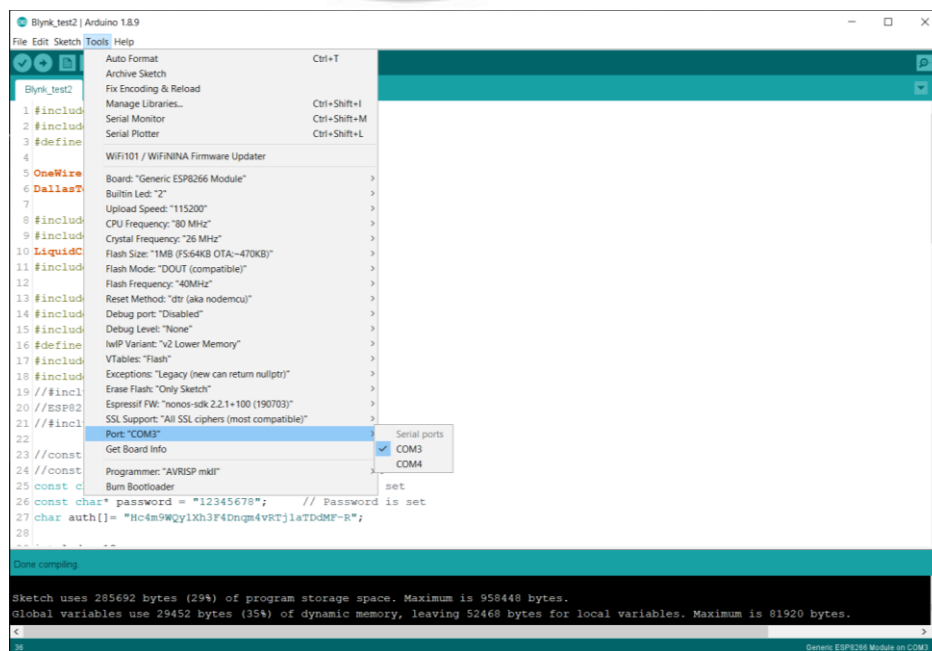 Blynk_test2 | Arduino 1.8.9
File Edit Sketch Tools Help
Blynk_test2
Auto Format Ctrl+T
Archive Sketch
Fix Encoding & Reload
Manage Libraries... Ctrl+Shift+I
Serial Monitor Ctrl+Shift+M
Serial Plotter Ctrl+Shift+L
WiFi101 / WiFiNINA Firmware Updater
Board: "Generic ESP8266 Module"
Builtin Led: "2"
Upload Speed: "115200"
CPU Frequency: "80 MHz"
Crystal Frequency: "26 MHz"
Flash Size: "1MB (FS:64KB OTA:~470KB)"
Flash Mode: "DOUT (compatible)"
Flash Frequency: "40MHz"
Reset Method: "dtr (aka nodemcu)"
Debug port: "Disabled"
Debug Level: "None"
lwIP Variant: "v2 Lower Memory"
VTables: "Flash"
Exceptions: "Legacy (new can return nullptr)"
Erase Flash: "Only Sketch"
Espressif FW: "nonos-sdk 2.2.1+100 (190703)"
SSL Support: "All SSL ciphers (most compatible)"
Port: "COM3"
Get Board Info
Programmer: "AVRISP mkII"
Burn Bootloader
Serial ports
COM3
COM4
1 #includ
2 #includ
3 #define
4
5 OneWire
6 DallasT
7
8 #includ
9 #includ
10 LiquidC
11 #includ
12
13 #includ
14 #includ
15 #includ
16 #define
17 #includ
18 #includ
19 //#incl
20 //ESP82
21 //#incl
22
23 //const
24 //const
25 const c set
26 const char* password = "12345678"; // Password is set
27 char auth[]= "Hc4m9WQy1Xh3F4Dnqm4vRTjlaTDdMF-R";
28
Done compiling.
Sketch uses 285692 bytes (29%) of program storage space. Maximum is 958448 bytes.
Global variables use 29452 bytes (35%) of dynamic memory, leaving 52468 bytes for local variables. Maximum is 81920 bytes.
36 Generic ESP8266 Module on COM3